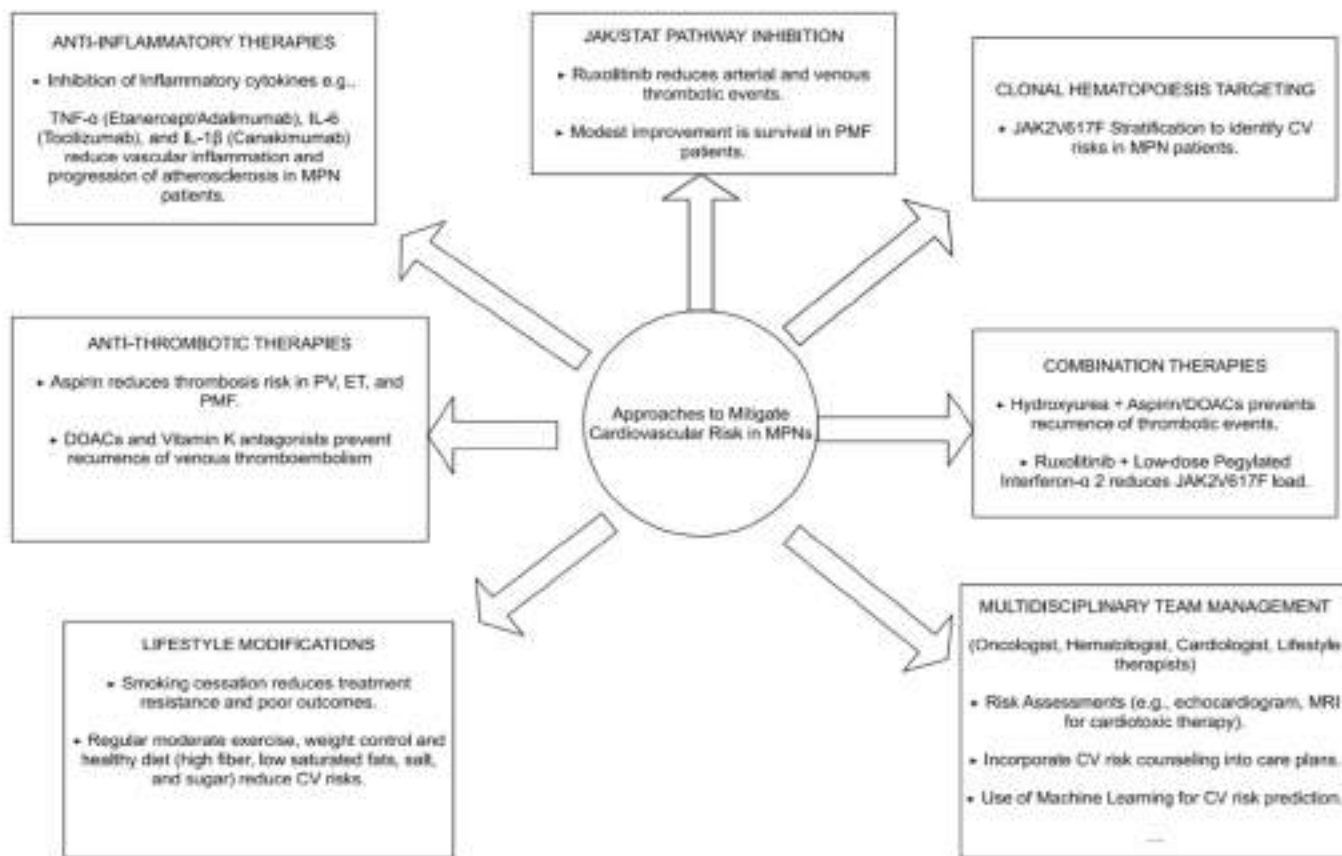 ANTI-INFLAMMATORY THERAPIES
• Inhibition of Inflammatory cytokines e.g.,
TNF-α (Etanercept/Adalimumab), IL-6
(Tocilizumab), and IL-1β (Canakimumab)
reduce vascular inflammation and
progression of atherosclerosis in MPN
patients.
JAK/STAT PATHWAY INHIBITION
• Ruxolitinib reduces arterial and venous
thrombotic events.
• Modest improvement is survival in PMF
patients.
CLONAL HEMATOPOIESIS TARGETING
• JAK2V617F Stratification to identify CV
risks in MPN patients.
ANTI-THROMBOTIC THERAPIES
• Aspirin reduces thrombosis risk in PV, ET, and
PMF.
• DOACs and Vitamin K antagonists prevent
recurrence of venous thromboembolism
Approaches to Mitigate
Cardiovascular Risk in MPNs
COMBINATION THERAPIES
• Hydroxyurea + Aspirin/DOACs prevents
recurrence of thrombotic events.
• Ruxolitinib + Low-dose Pegylated
Interferon-α 2 reduces JAK2V617F load.
LIFESTYLE MODIFICATIONS
• Smoking cessation reduces treatment
resistance and poor outcomes.
• Regular moderate exercise, weight control and
healthy diet (high fiber, low saturated fats, salt,
and sugar) reduce CV risks.
MULTIDISCIPLINARY TEAM MANAGEMENT
(Oncologist, Hematologist, Cardiologist, Lifestyle
therapists)
• Risk Assessments (e.g., echocardiogram, MRI
for cardiotoxic therapy).
• Incorporate CV risk counseling into care plans.
• Use of Machine Learning for CV risk prediction.